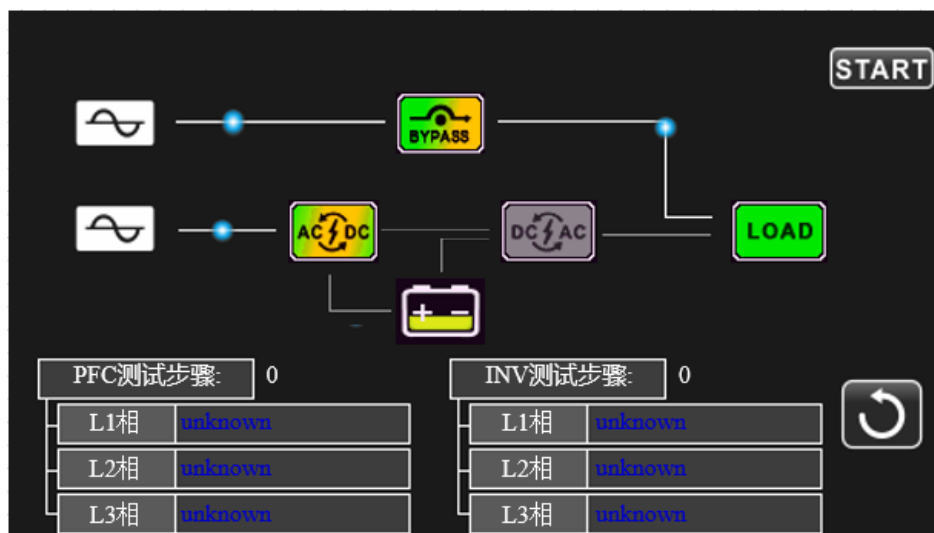 START
BYPASS
AC DC
DC AC
LOAD
+ −
PFC测试步骤: 0
INV测试步骤: 0
L1相 unknown
L1相 unknown
L2相 unknown
L2相 unknown
L3相 unknown
L3相 unknown